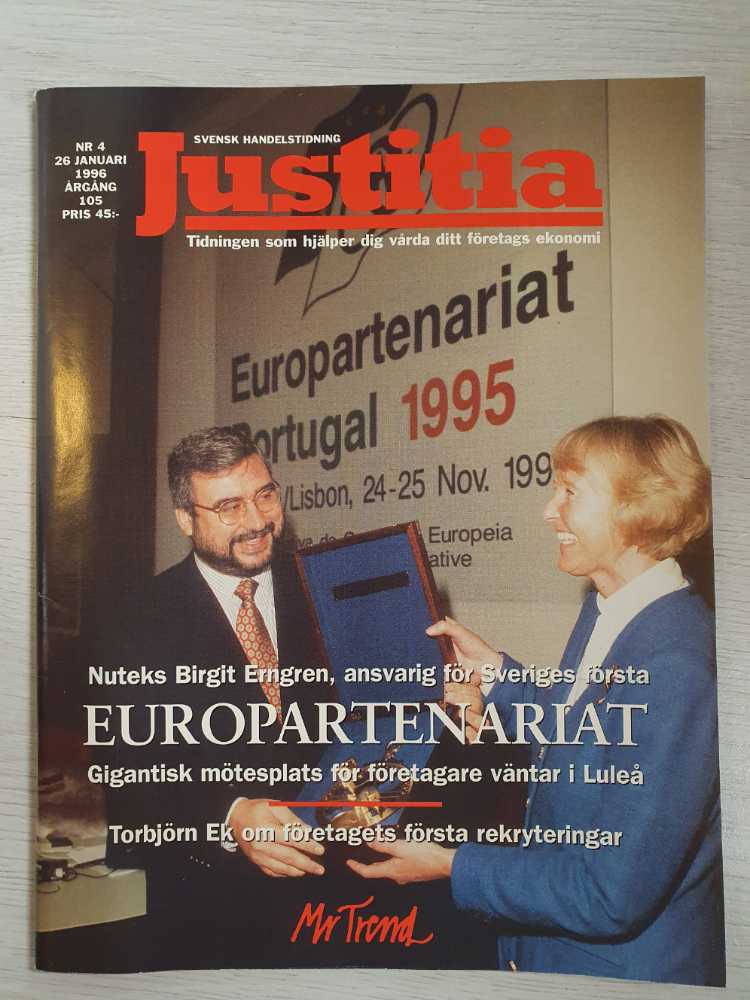 NR 4
26 JANUARI
1996
ÅRGÅNG
105
PRIS 45:-
SVENSK HANDELSTIDNING
Justitia
Tidningen som hjälper dig vårda ditt företags ekonomi
Europartenariat
Portugal 1995
/Lisbon, 24-25 Nov. 199
Europeia
ative
Nuteks Birgit Erngren, ansvarig för Sveriges första
EUROPARTENARIAT
Gigantisk mötesplats för företagare väntar i Luleå
Torbjörn Ek om företagets första rekryteringar
Mr Trend